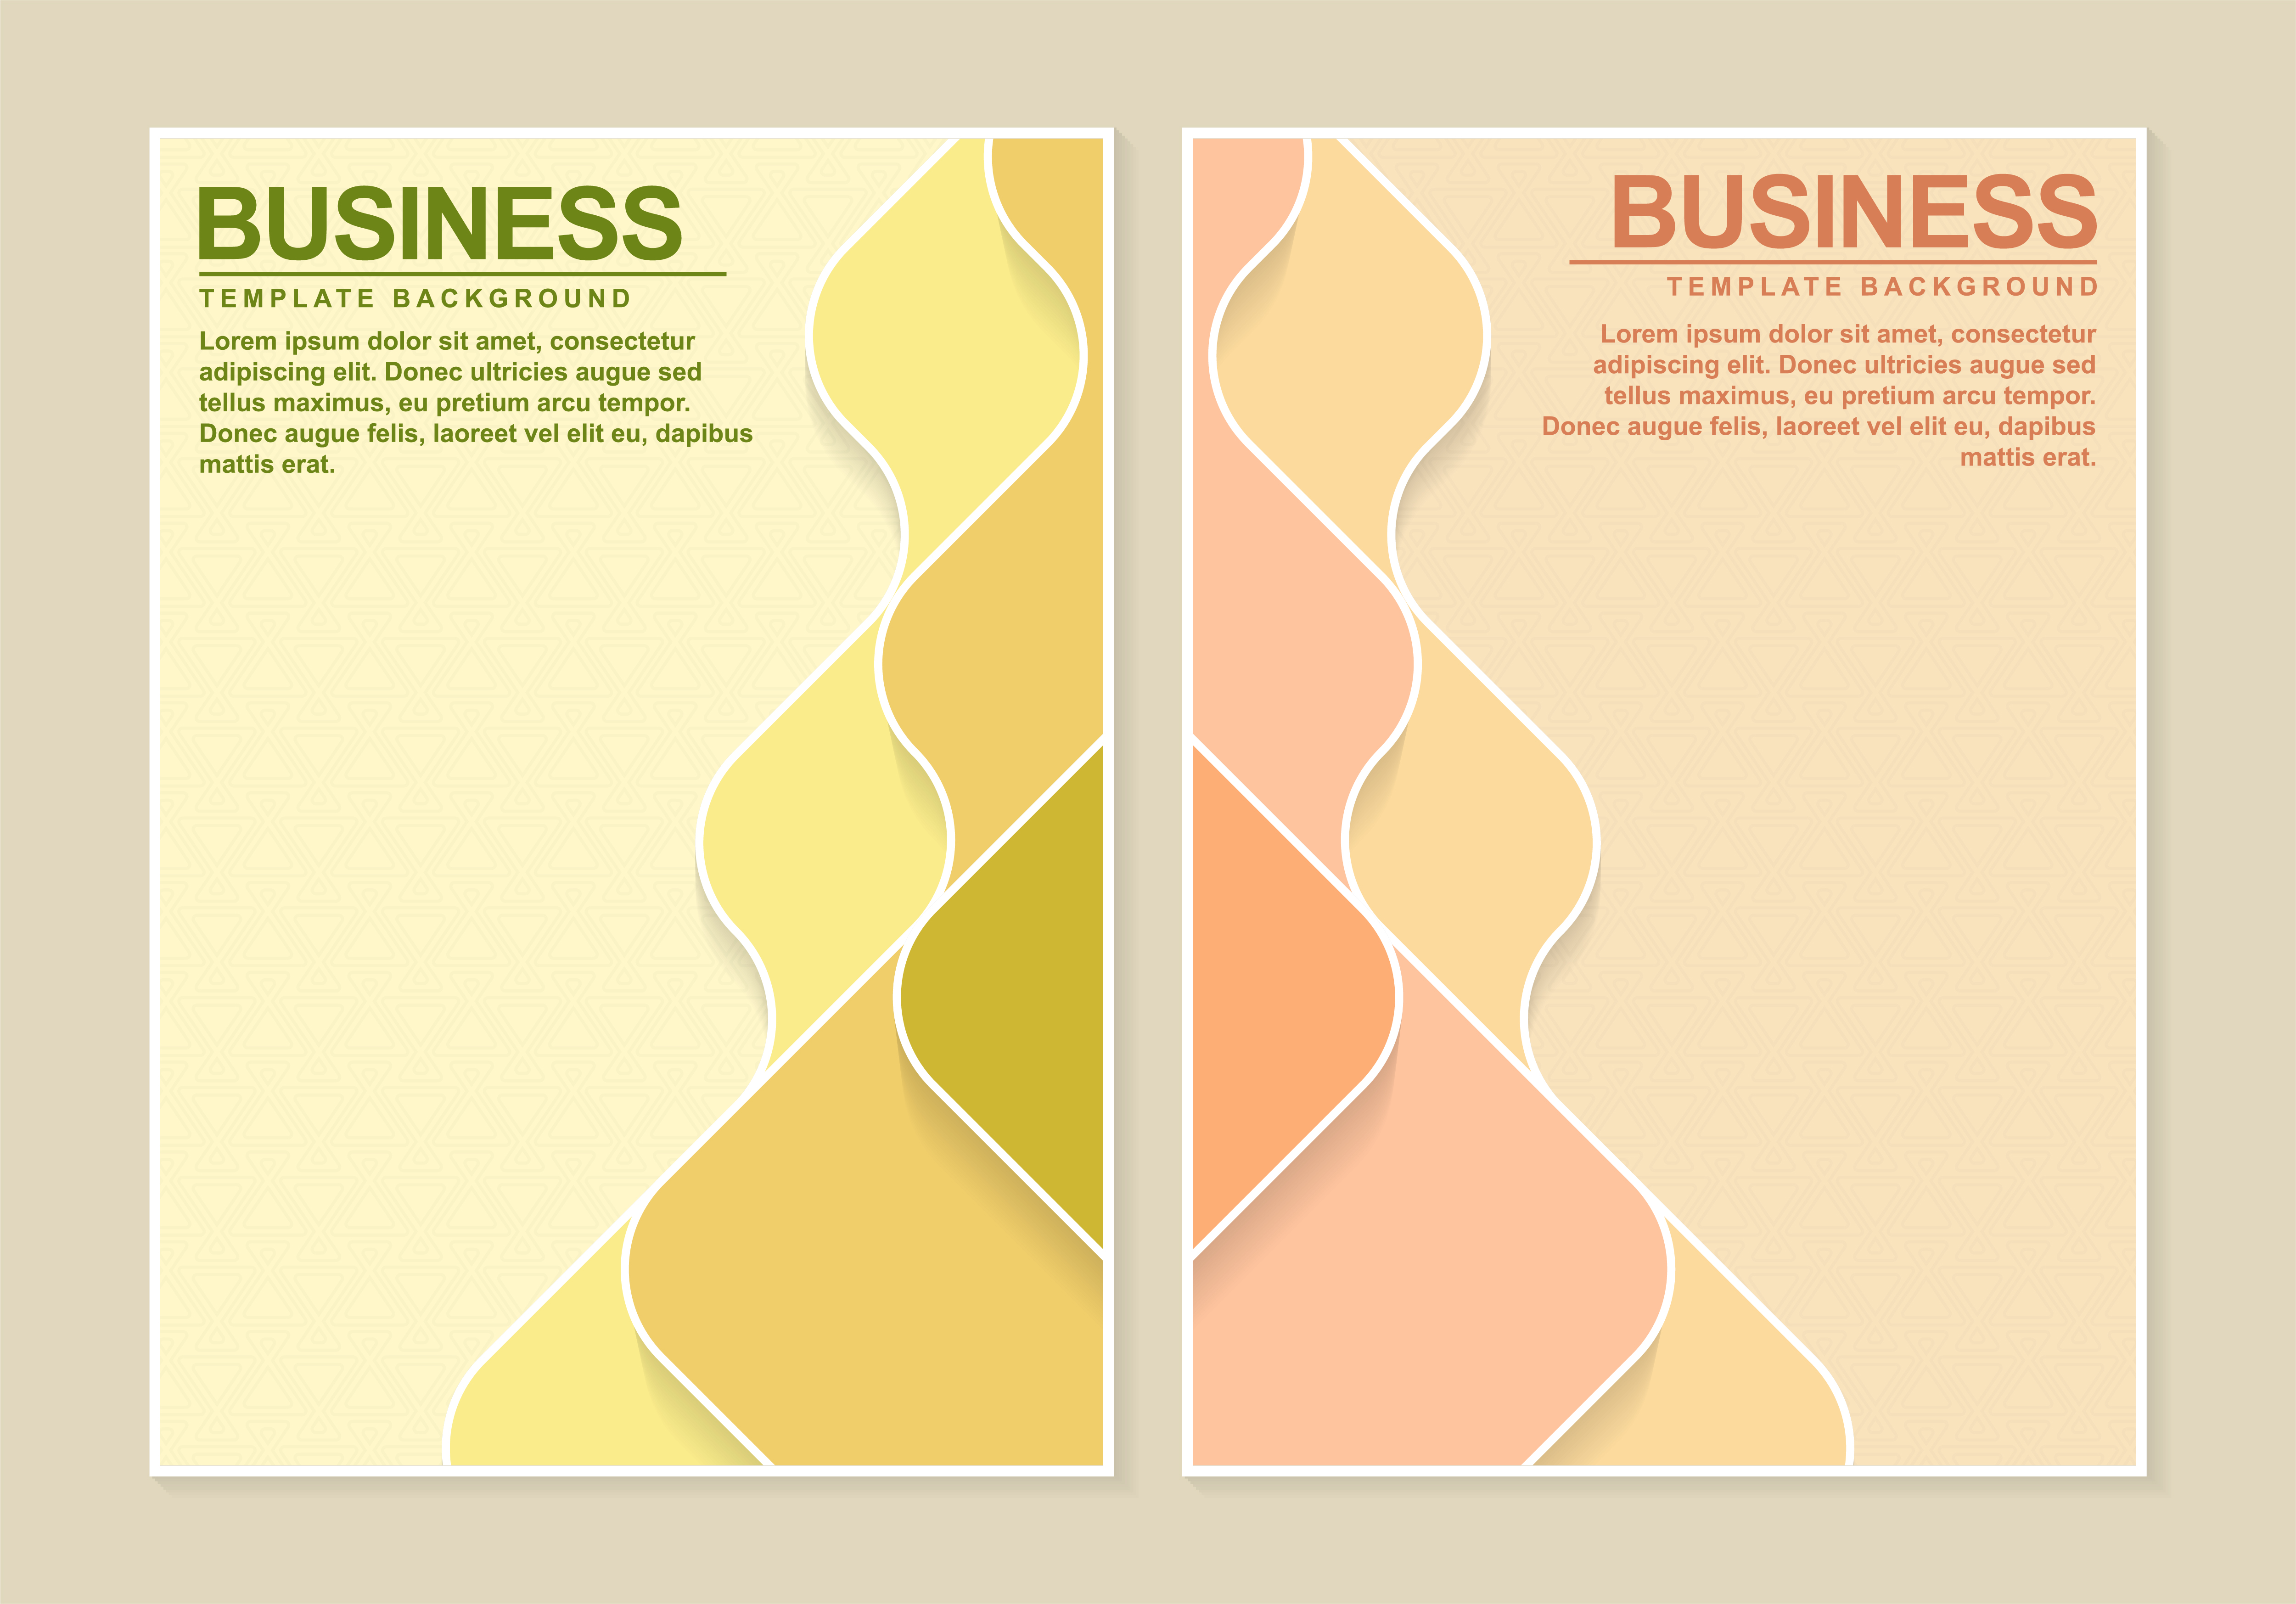 BUSINESS
TEMPLATE BACKGROUND
Lorem ipsum dolor sit amet, consectetur
adipiscing elit. Donec ultricies augue sed
tellus maximus, eu pretium arcu tempor.
Donec augue felis, laoreet vel elit eu, dapibus
mattis erat.
BUSINESS
TEMPLATE BACKGROUND
Lorem ipsum dolor sit amet, consectetur
adipiscing elit. Donec ultricies augue sed
tellus maximus, eu pretium arcu tempor.
Donec augue felis, laoreet vel elit eu, dapibus
mattis erat.